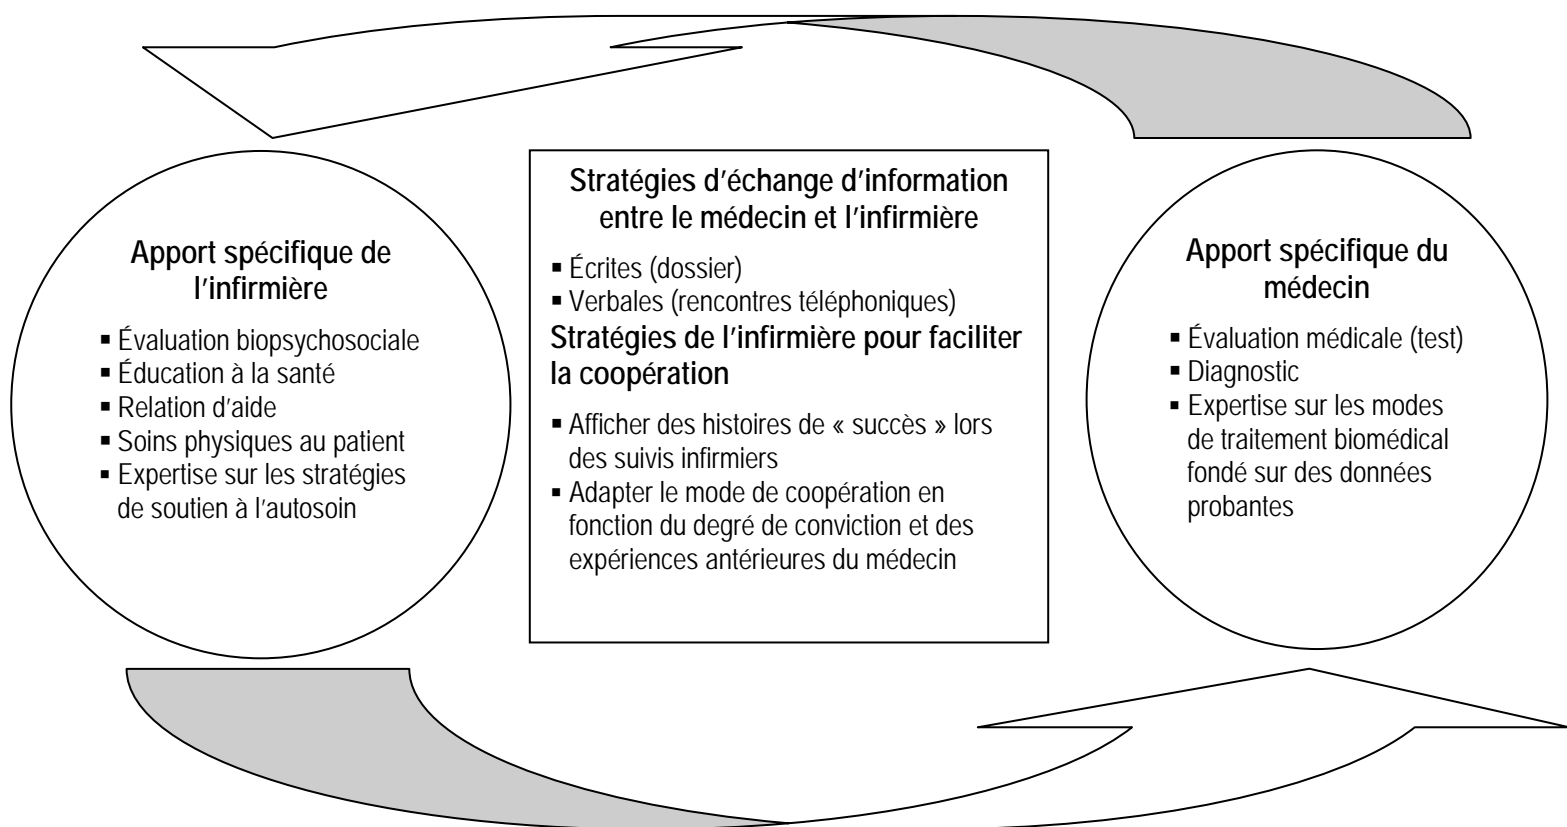 Apport spécifique de
l'infirmière
▪ Évaluation biopsychosociale
▪ Éducation à la santé
▪ Relation d'aide
▪ Soins physiques au patient
▪ Expertise sur les stratégies
de soutien à l'autosoin
Stratégies d'échange d'information
entre le médecin et l'infirmière
▪ Écrites (dossier)
▪ Verbales (rencontres téléphoniques)
Stratégies de l'infirmière pour faciliter
la coopération
▪ Afficher des histoires de « succès » lors
des suivis infirmiers
▪ Adapter le mode de coopération en
fonction du degré de conviction et des
expériences antérieures du médecin
Apport spécifique du
médecin
▪ Évaluation médicale (test)
▪ Diagnostic
▪ Expertise sur les modes
de traitement biomédical
fondé sur des données
probantes